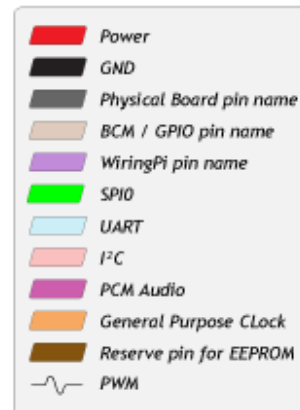 Power
GND
Physical Board pin name
BCM / GPIO pin name
WiringPi pin name
SPI0
UART
I²C
PCM Audio
General Purpose CLock
Reserve pin for EEPROM
PWM